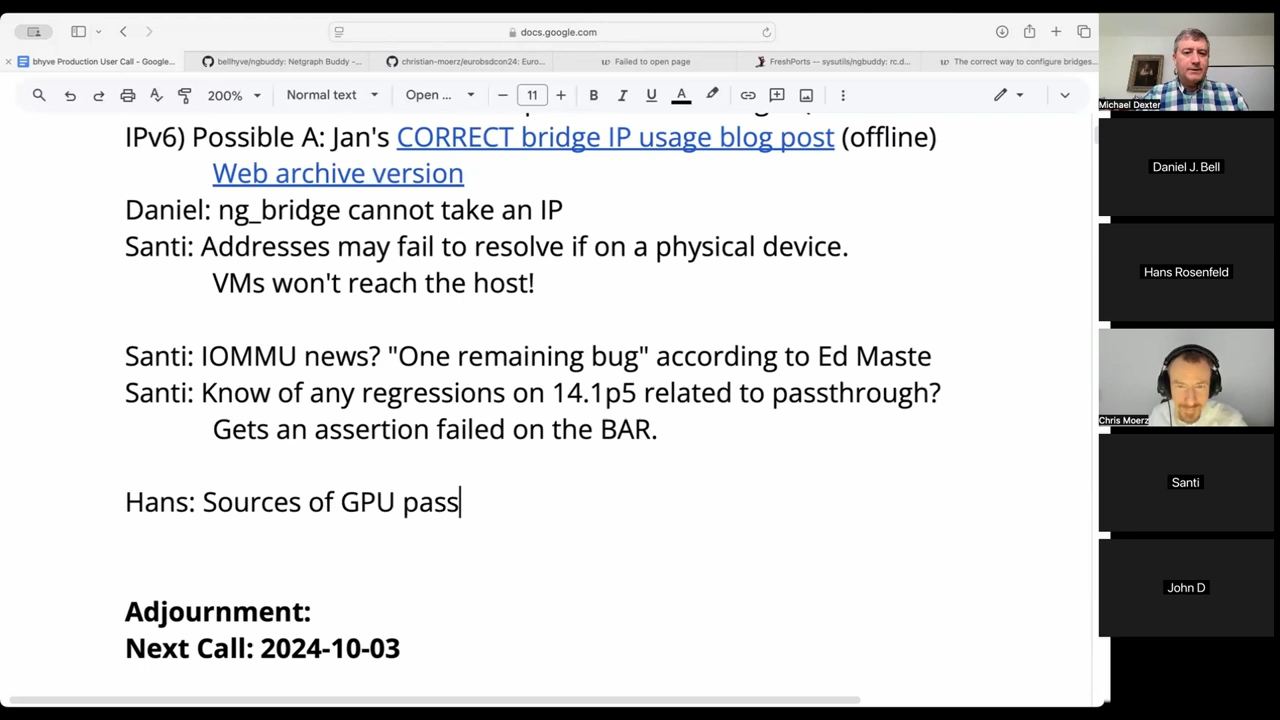 docs.google.com
bhyve Production User Call - Google...
bellhyve/ngbuddy: Netgraph Buddy -...
christian-moerz/eurobsdcon24: Euro...
Failed to open page
FreshPorts — sysutils/ngbuddy: rc.d...
The correct way to configure bridges...
200%
Normal text
Open ...
11
B
I
U
A
IPv6) Possible A: Jan's CORRECT bridge IP usage blog post (offline)
Web archive version
Daniel: ng_bridge cannot take an IP
Santi: Addresses may fail to resolve if on a physical device.
VMs won't reach the host!
Santi: IOMMU news? "One remaining bug" according to Ed Maste
Santi: Know of any regressions on 14.1p5 related to passthrough?
Gets an assertion failed on the BAR.
Hans: Sources of GPU pass
Adjournment:
Next Call: 2024-10-03
Michael Dexter
Daniel J. Bell
Hans Rosenfeld
Chris Moerz
Santi
John D